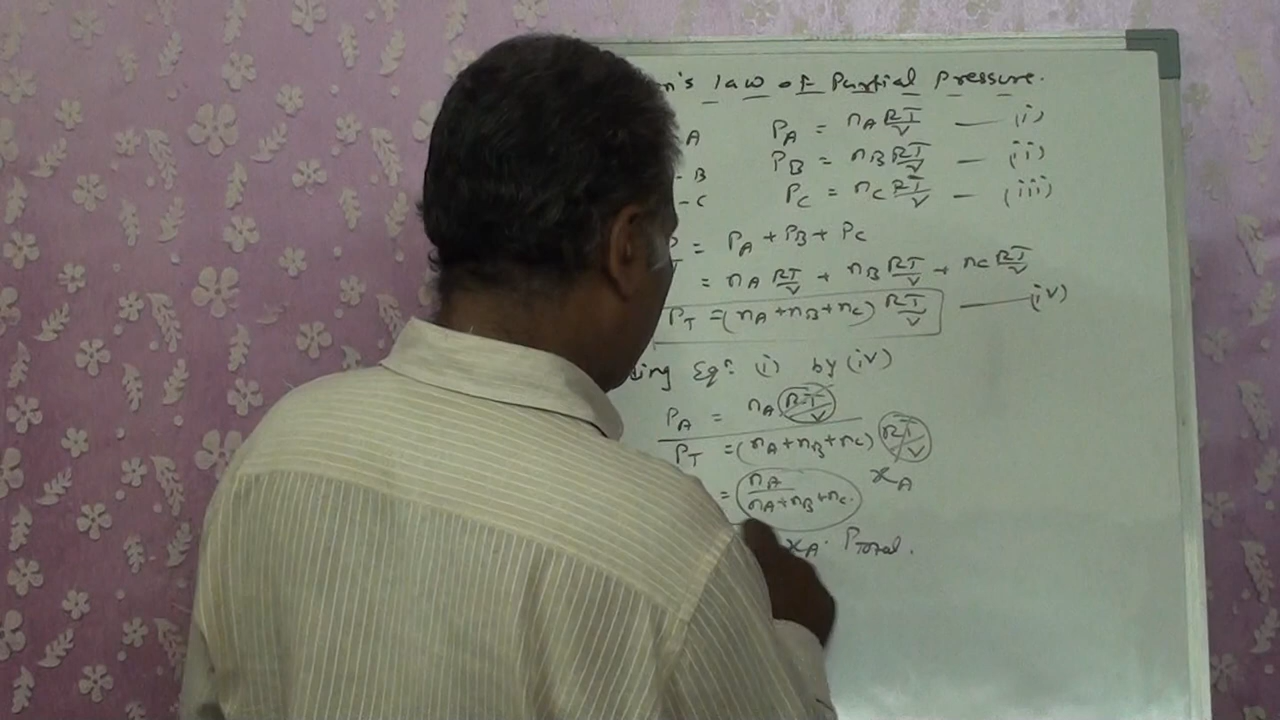 n's law of Partial Pressure.
A PA = nA RT/V — (i)
- B PB = nB RT/V — (ii)
- C PC = nC RT/V — (iii)
= PA + PB + PC
= nA RT/V + nB RT/V + nC RT/V
PT = (nA + nB + nC) RT/V — (iv)
ing Eqn: (i) by (iv)
PA = nA RT/V
PT = (nA + nB + nC) RT/V
= nA/nA + nB + nC. xA
xA. PTotal.